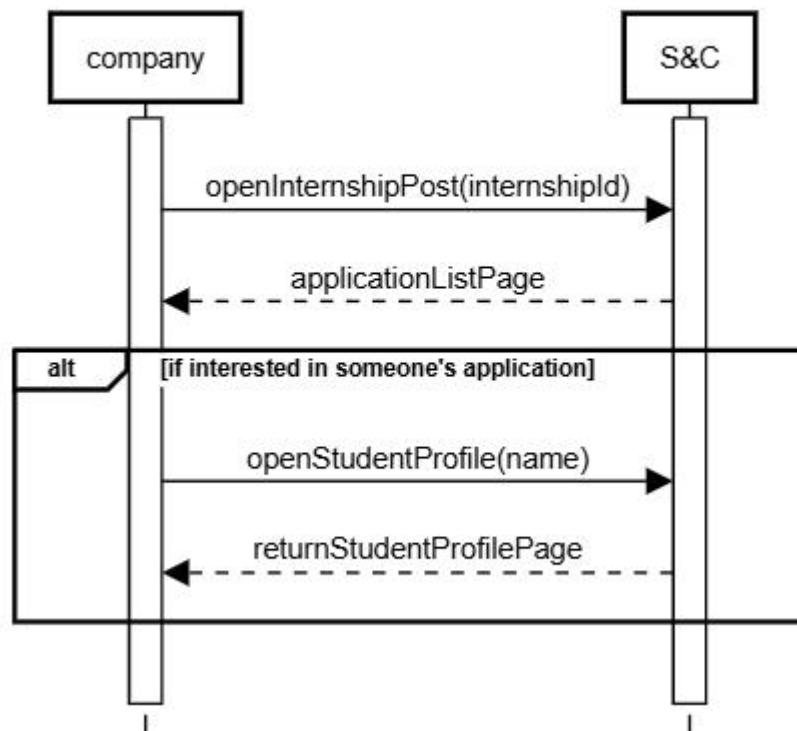 company
S&C
openInternshipPost(internshipId)
applicationListPage
alt
[if interested in someone's application]
openStudentProfile(name)
returnStudentProfilePage